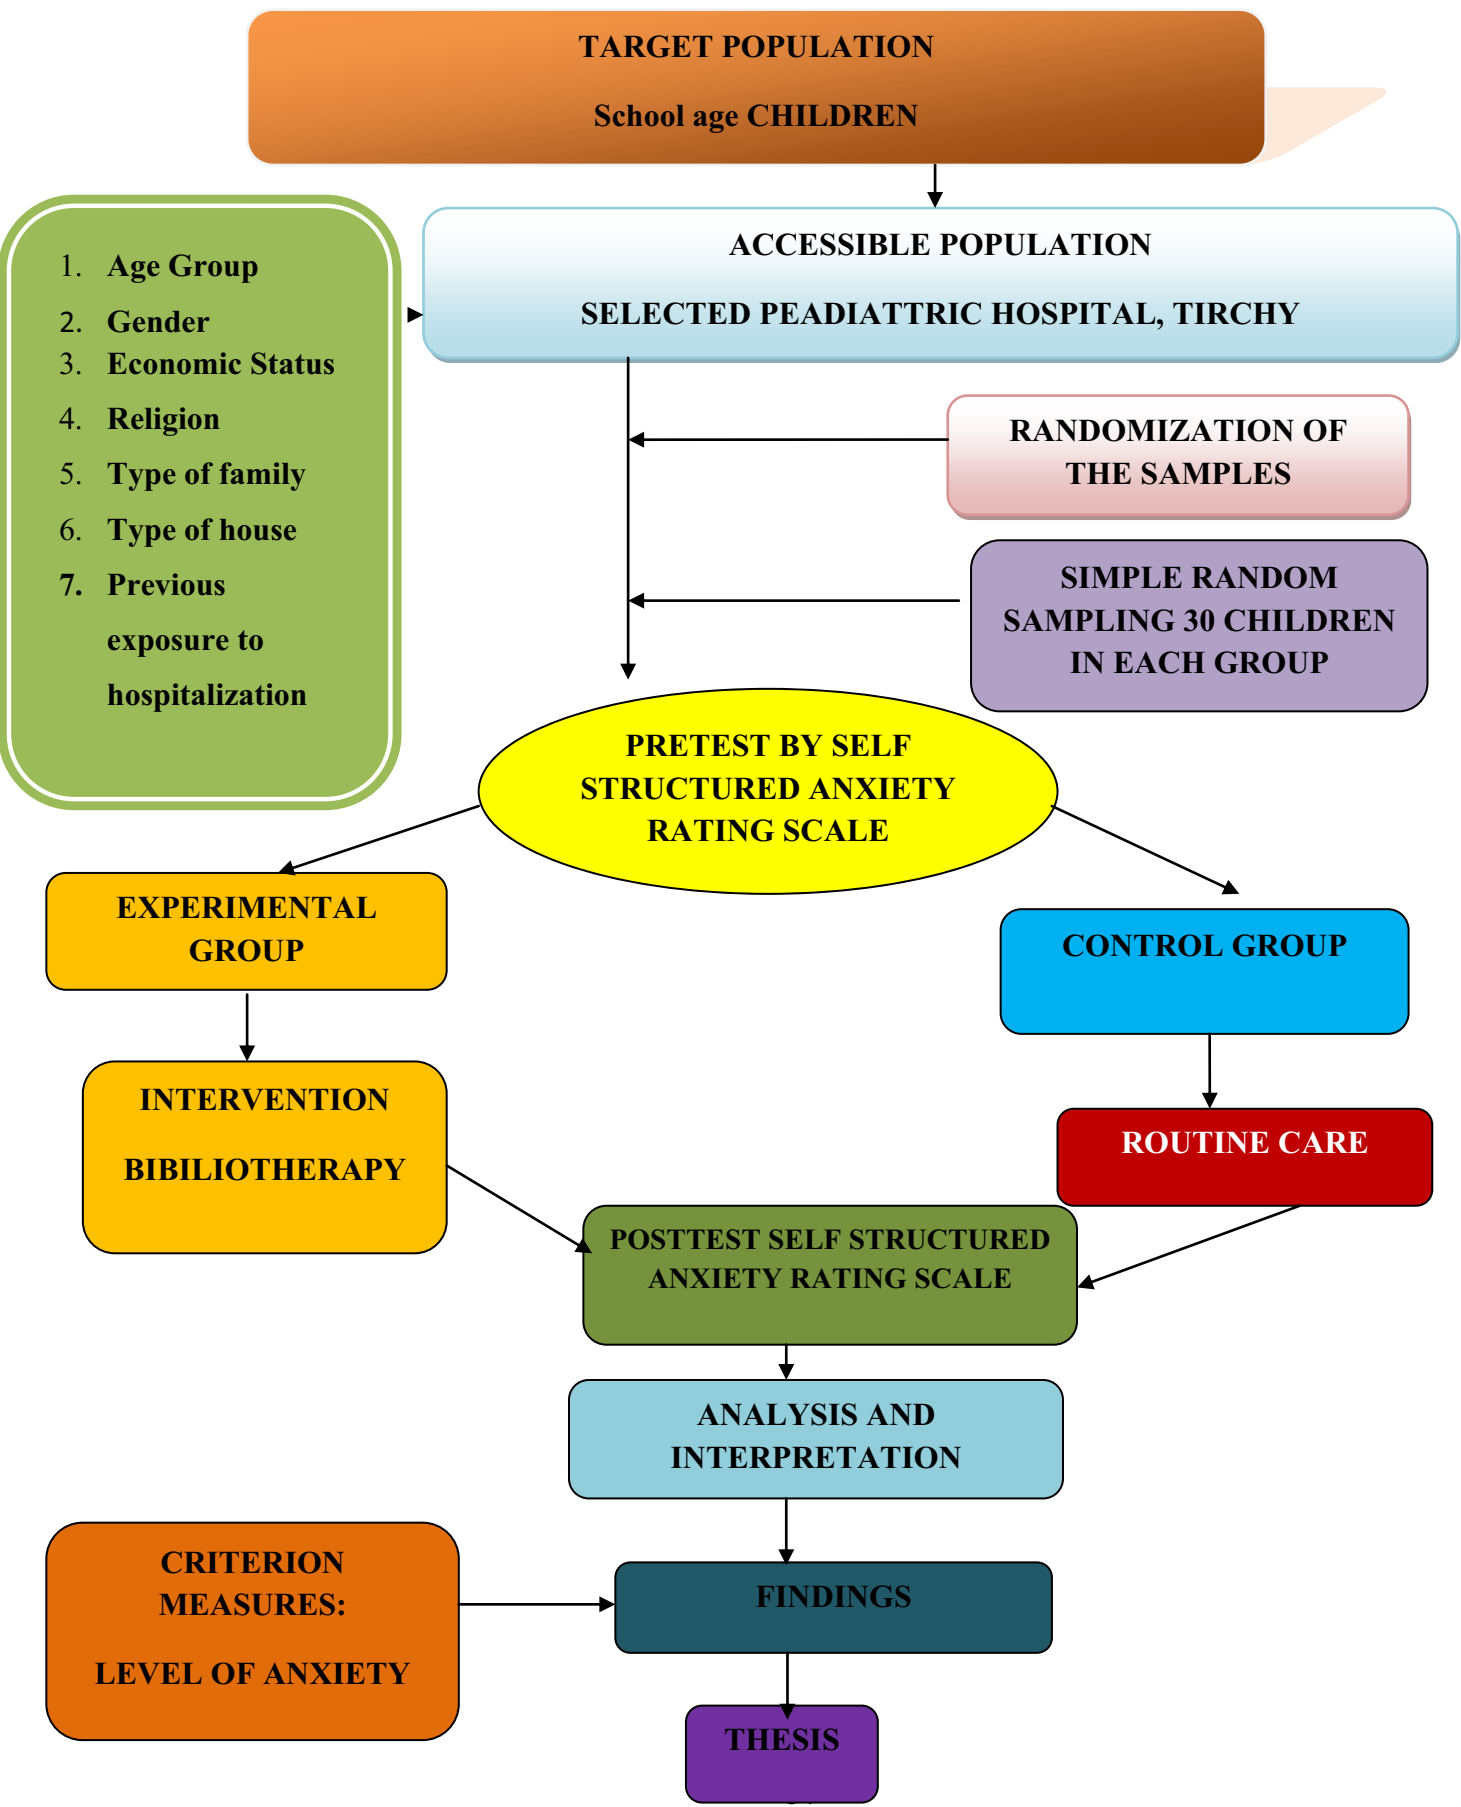 TARGET POPULATION
School age CHILDREN
ACCESSIBLE POPULATION
SELECTED PEADIATTRIC HOSPITAL, TIRCHY
1. Age Group
2. Gender
3. Economic Status
4. Religion
5. Type of family
6. Type of house
7. Previous
exposure to
hospitalization
RANDOMIZATION OF
THE SAMPLES
SIMPLE RANDOM
SAMPLING 30 CHILDREN
IN EACH GROUP
PRETEST BY SELF
STRUCTURED ANXIETY
RATING SCALE
EXPERIMENTAL
GROUP
CONTROL GROUP
INTERVENTION
BIBILIOTHERAPY
ROUTINE CARE
POSTTEST SELF STRUCTURED
ANXIETY RATING SCALE
ANALYSIS AND
INTERPRETATION
CRITERION
MEASURES:
LEVEL OF ANXIETY
FINDINGS
THESIS